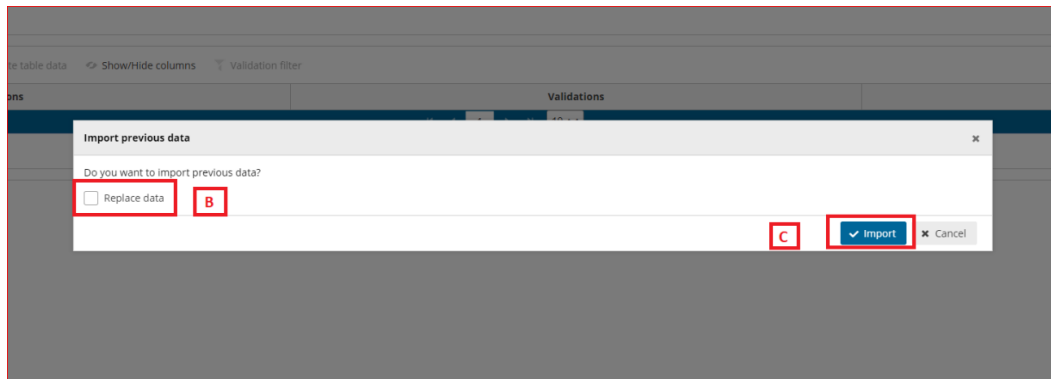 te table data Show/Hide columns Validation filter
ons Validations
Import previous data
Do you want to import previous data?
Replace data B
C Import Cancel